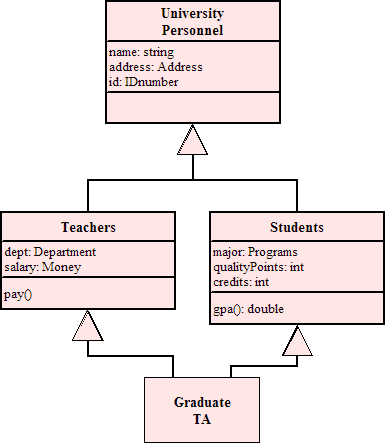 University
Personnel
name: string
address: Address
id: IDnumber
Teachers
dept: Department
salary: Money
pay()
Students
major: Programs
qualityPoints: int
credits: int
gpa(): double
Graduate
TA